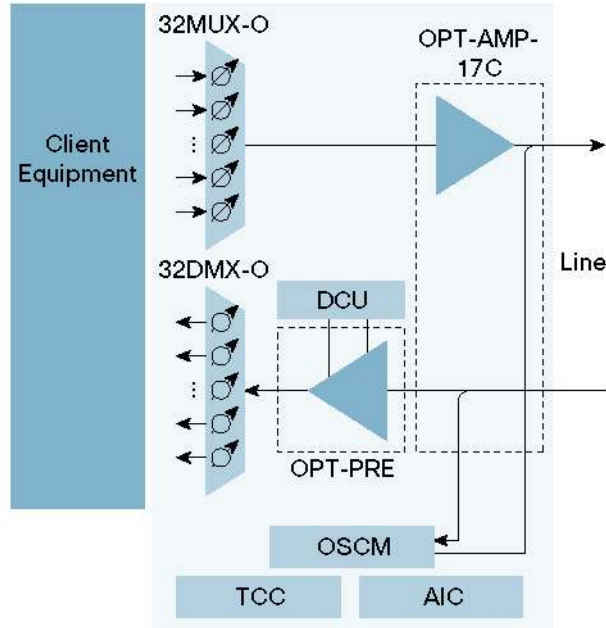 32MUX-O
OPT-AMP-
17C
Client
Equipment
32DMX-O
Line
DCU
OPT-PRE
OSCM
TCC
AIC